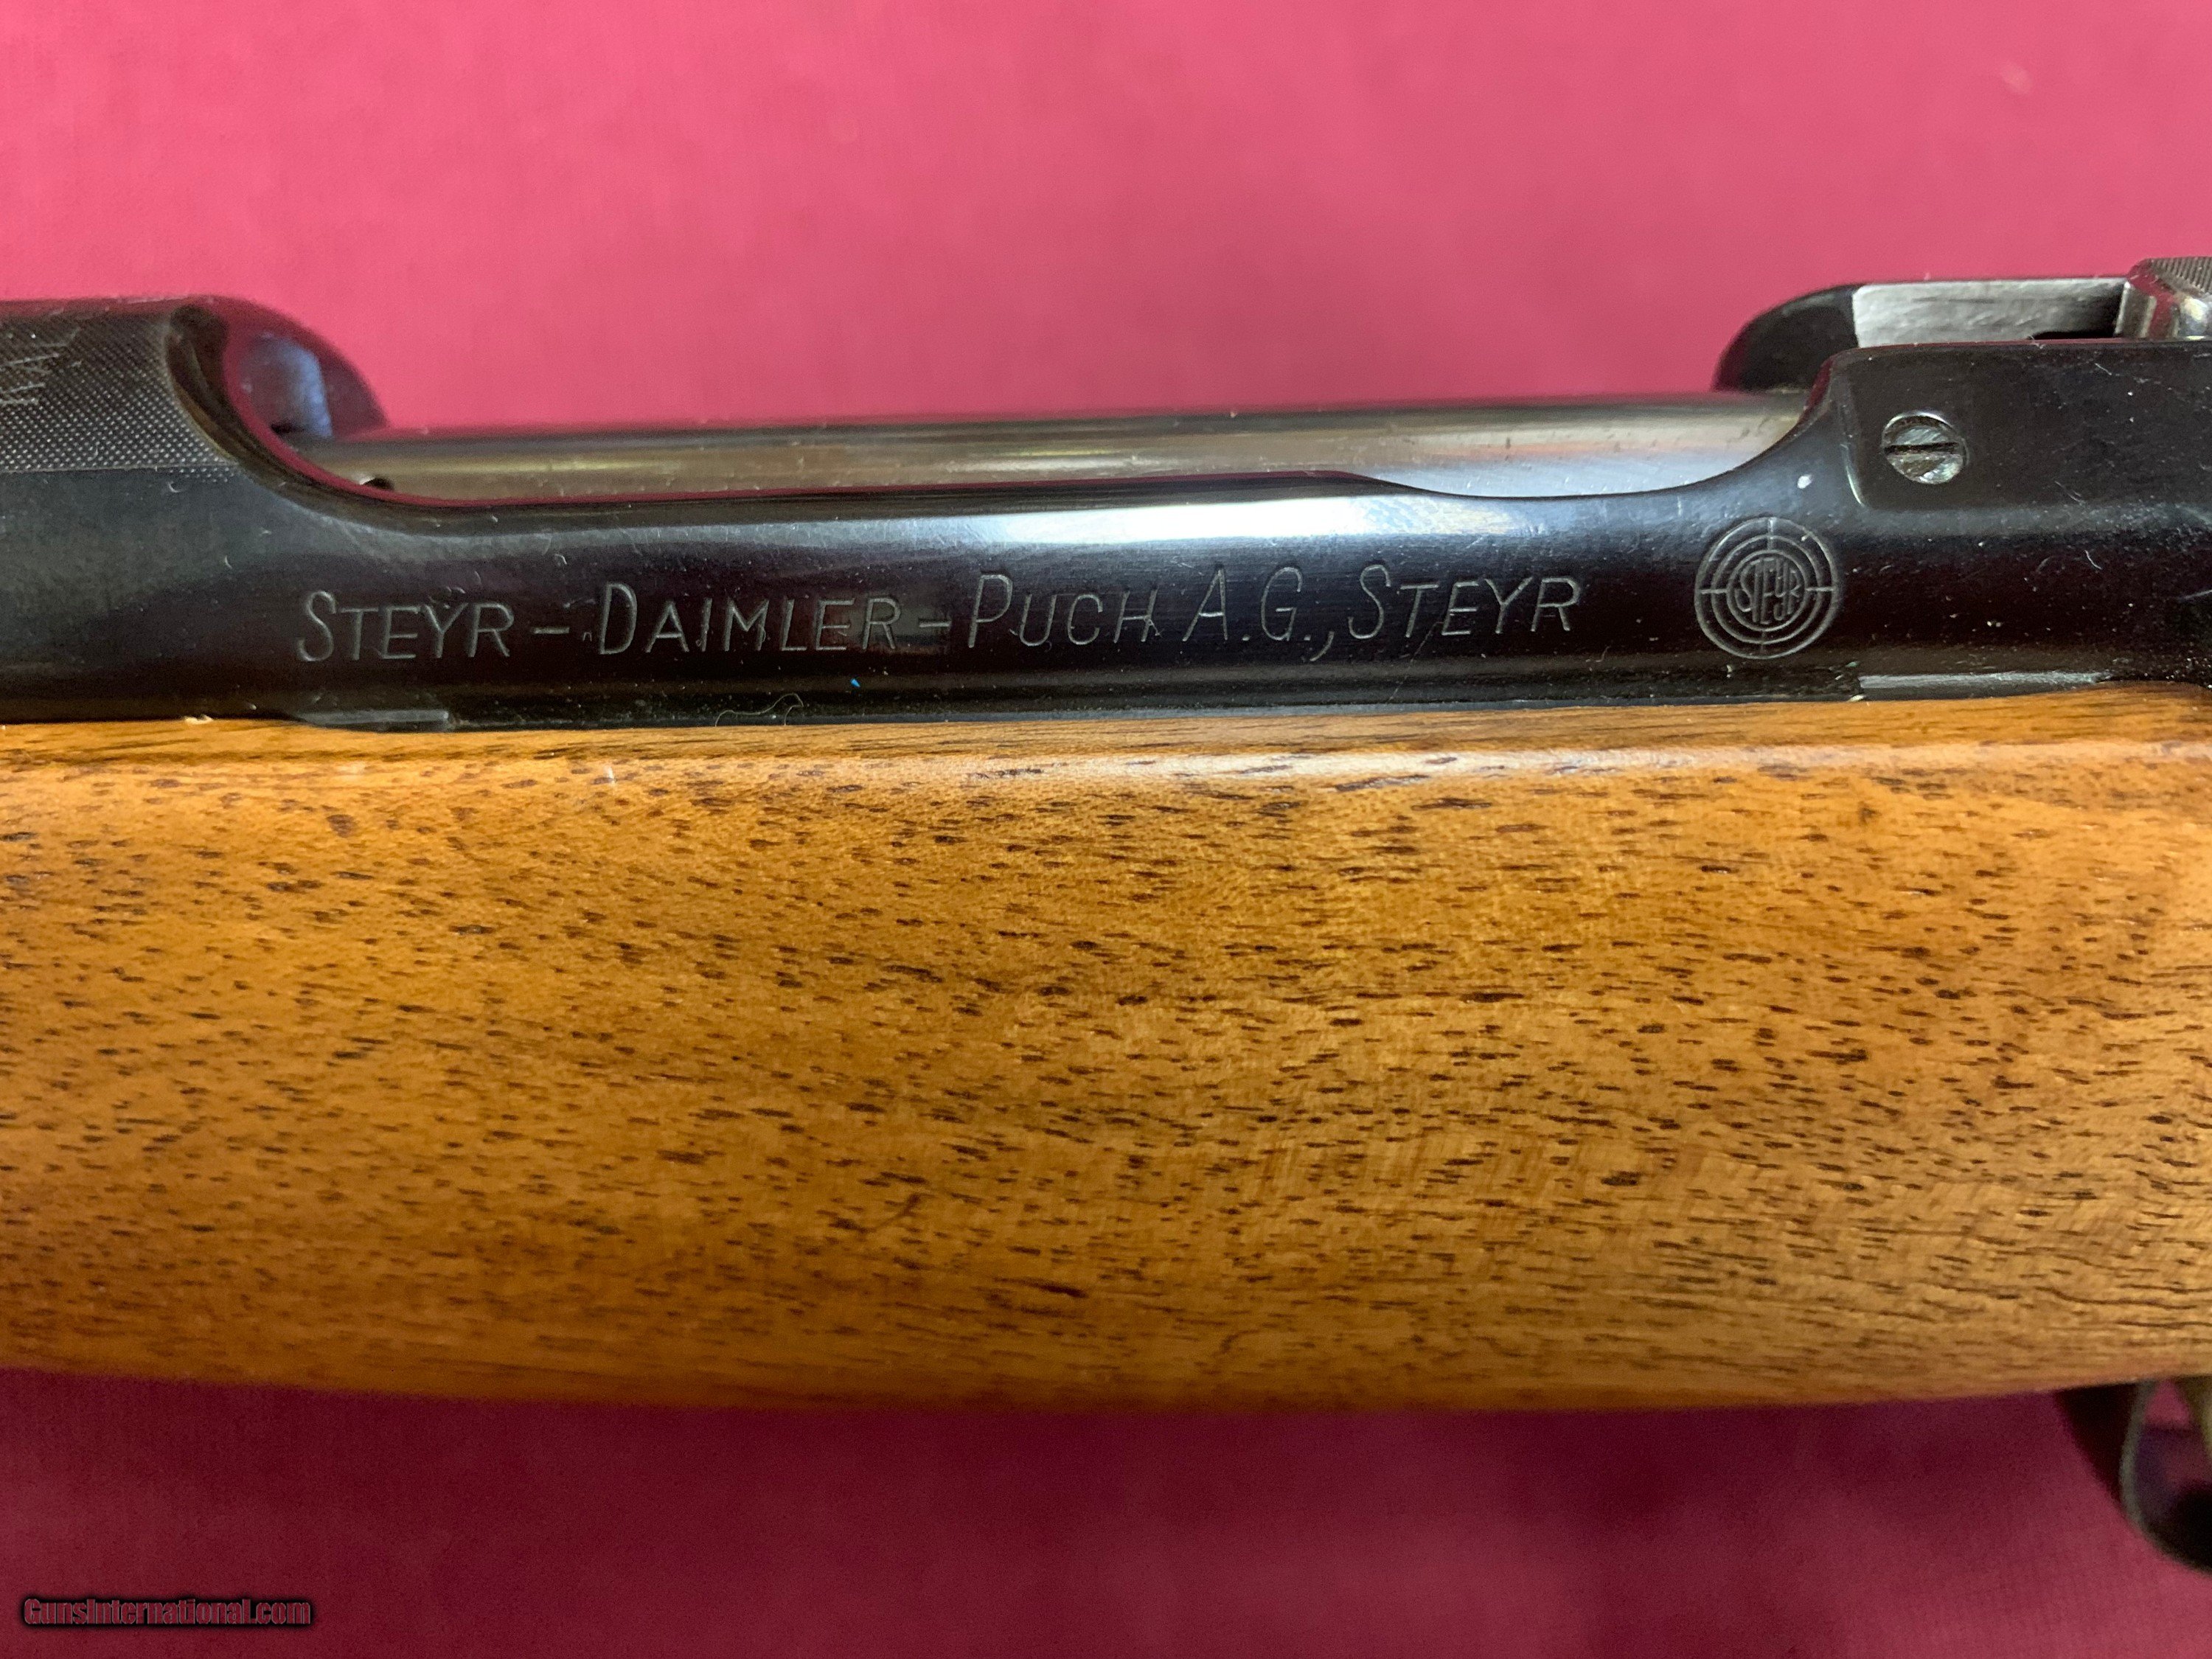 STEYR-DAIMLER-PUCH A.G., STEYR
STEYR
GunsInternational.com